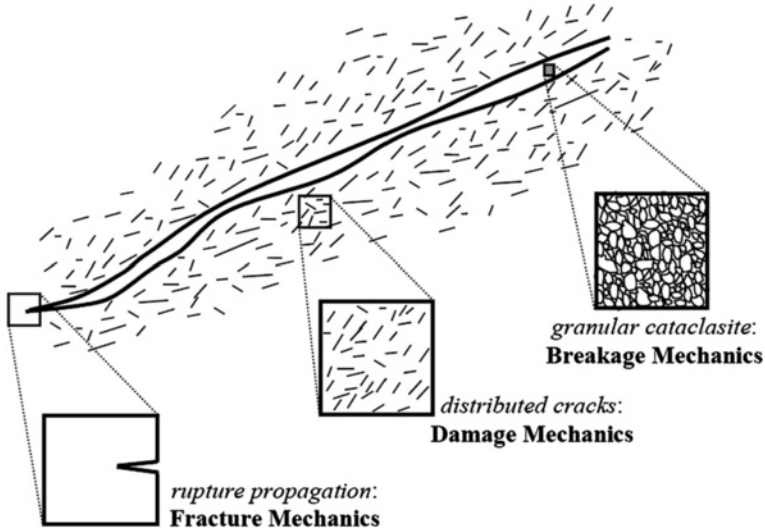 granular cataclasite:
Breakage Mechanics
distributed cracks:
Damage Mechanics
rupture propagation:
Fracture Mechanics